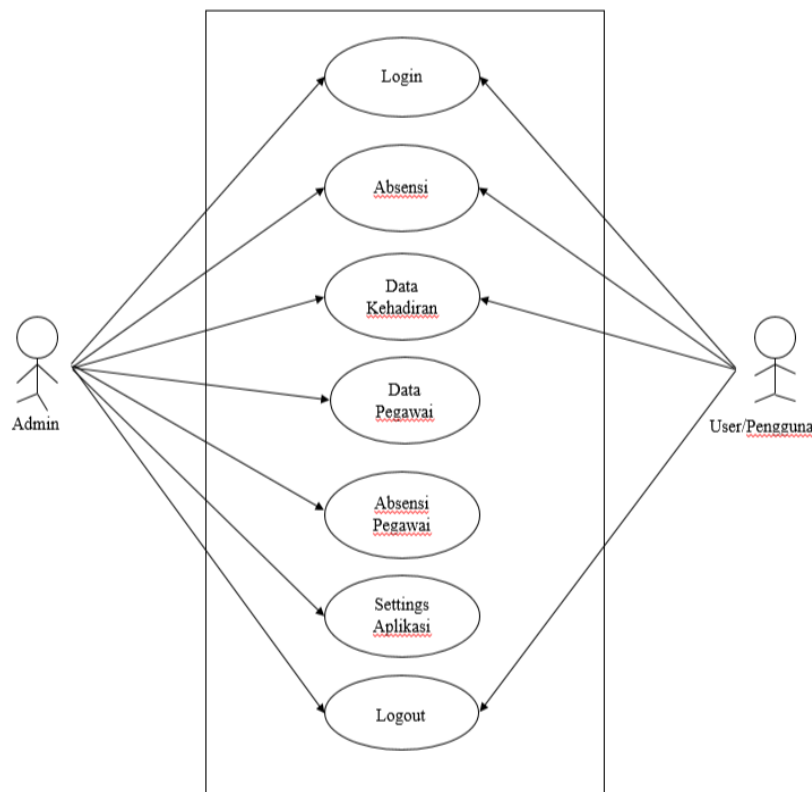 Login
Absensi
Data
Kehadiran
Data
Pegawai
Admin
User/Pengguna
Absensi
Pegawai
Settings
Aplikasi
Logout